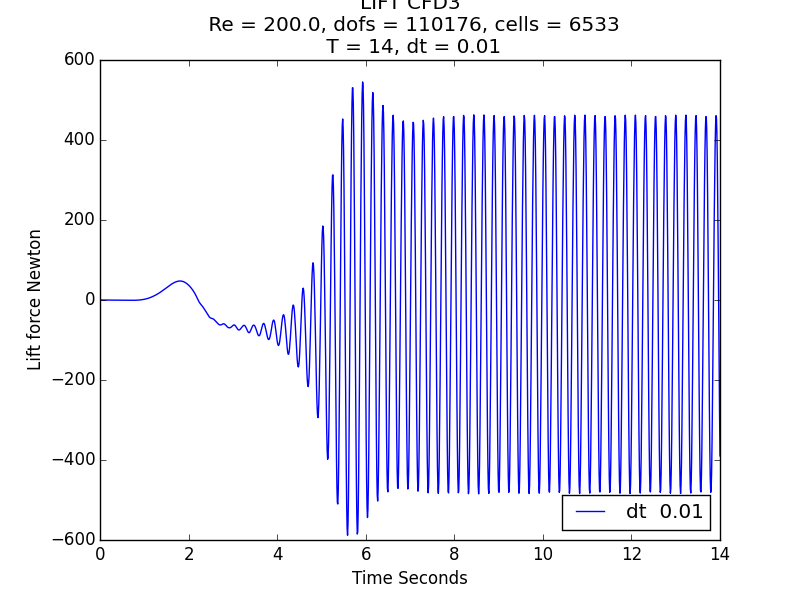 LIFT CFD3
Re = 200.0, dofs = 110176, cells = 6533
T = 14, dt = 0.01
600
400
200
0
−200
−400
−600
Lift force Newton
dt 0.01
0 2 4 6 8 10 12 14
Time Seconds